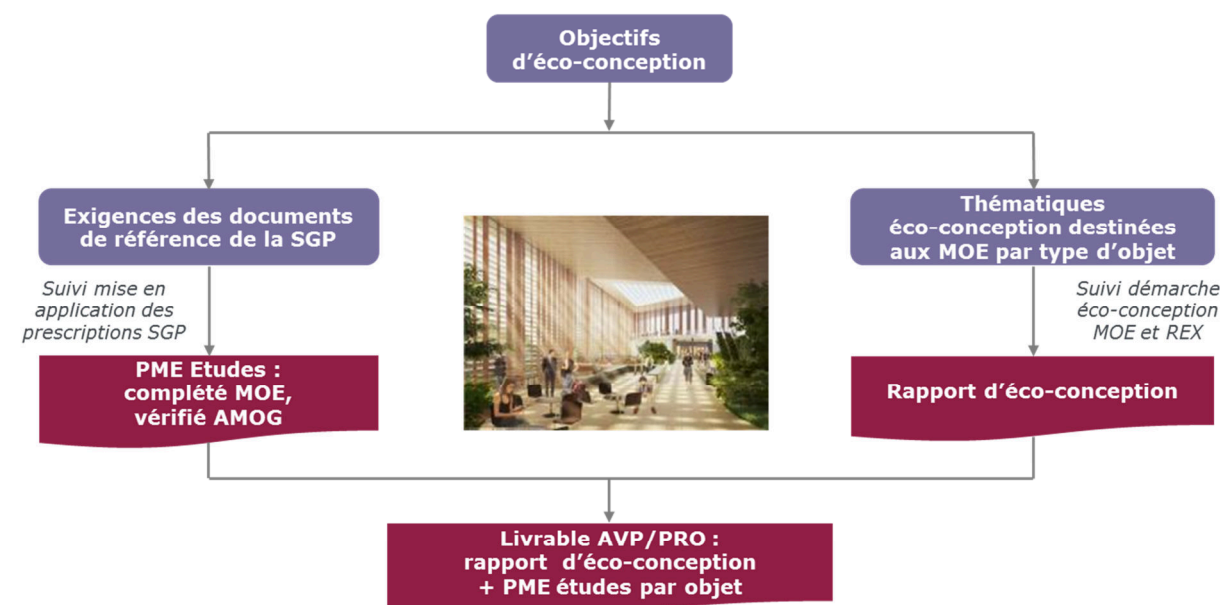 Objectifs
d'éco-conception
Exigences des documents
de référence de la SGP
Thématiques
éco-conception destinées
aux MOE par type d'objet
Suivi mise en
application des
prescriptions SGP
Suivi démarche
éco-conception
MOE et REX
PME Etudes :
complété MOE,
vérifié AMOG
Rapport d'éco-conception
Livrable AVP/PRO :
rapport d'éco-conception
+ PME études par objet